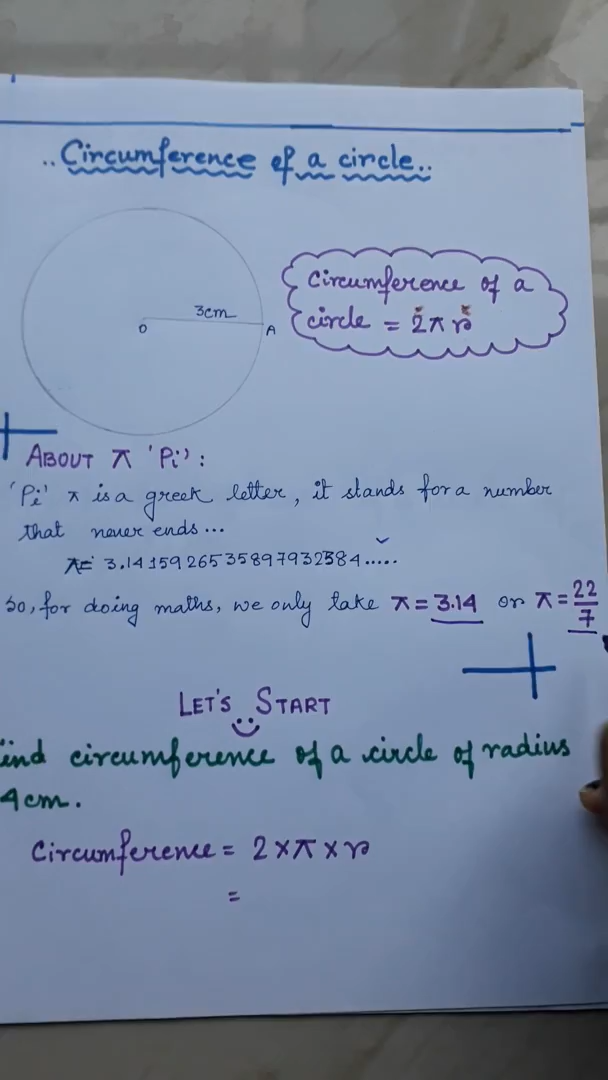 ..Circumference of a circle..
3cm
O
A
Circumference of a
circle = 2πr
ABOUT π 'Pi':
'Pi' π is a greek letter, it stands for a number
that never ends...
π= 3.1415926535897932384.....
So, for doing maths, we only take π = 3.14 or π = 22/7
LET'S START
ind circumference of a circle of radius
4cm.
Circumference = 2×π×r
=